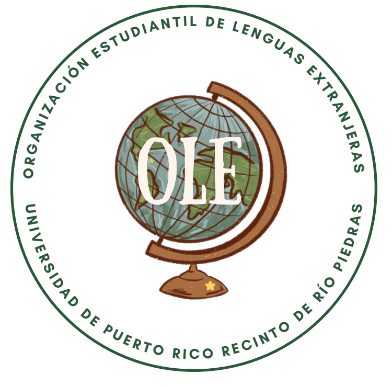 ORGANIZACIÓN ESTUDIANTIL DE LENGUAS EXTRANJERAS
OLE
UNIVERSIDAD DE PUERTO RICO RECINTO DE RÍO PIEDRAS